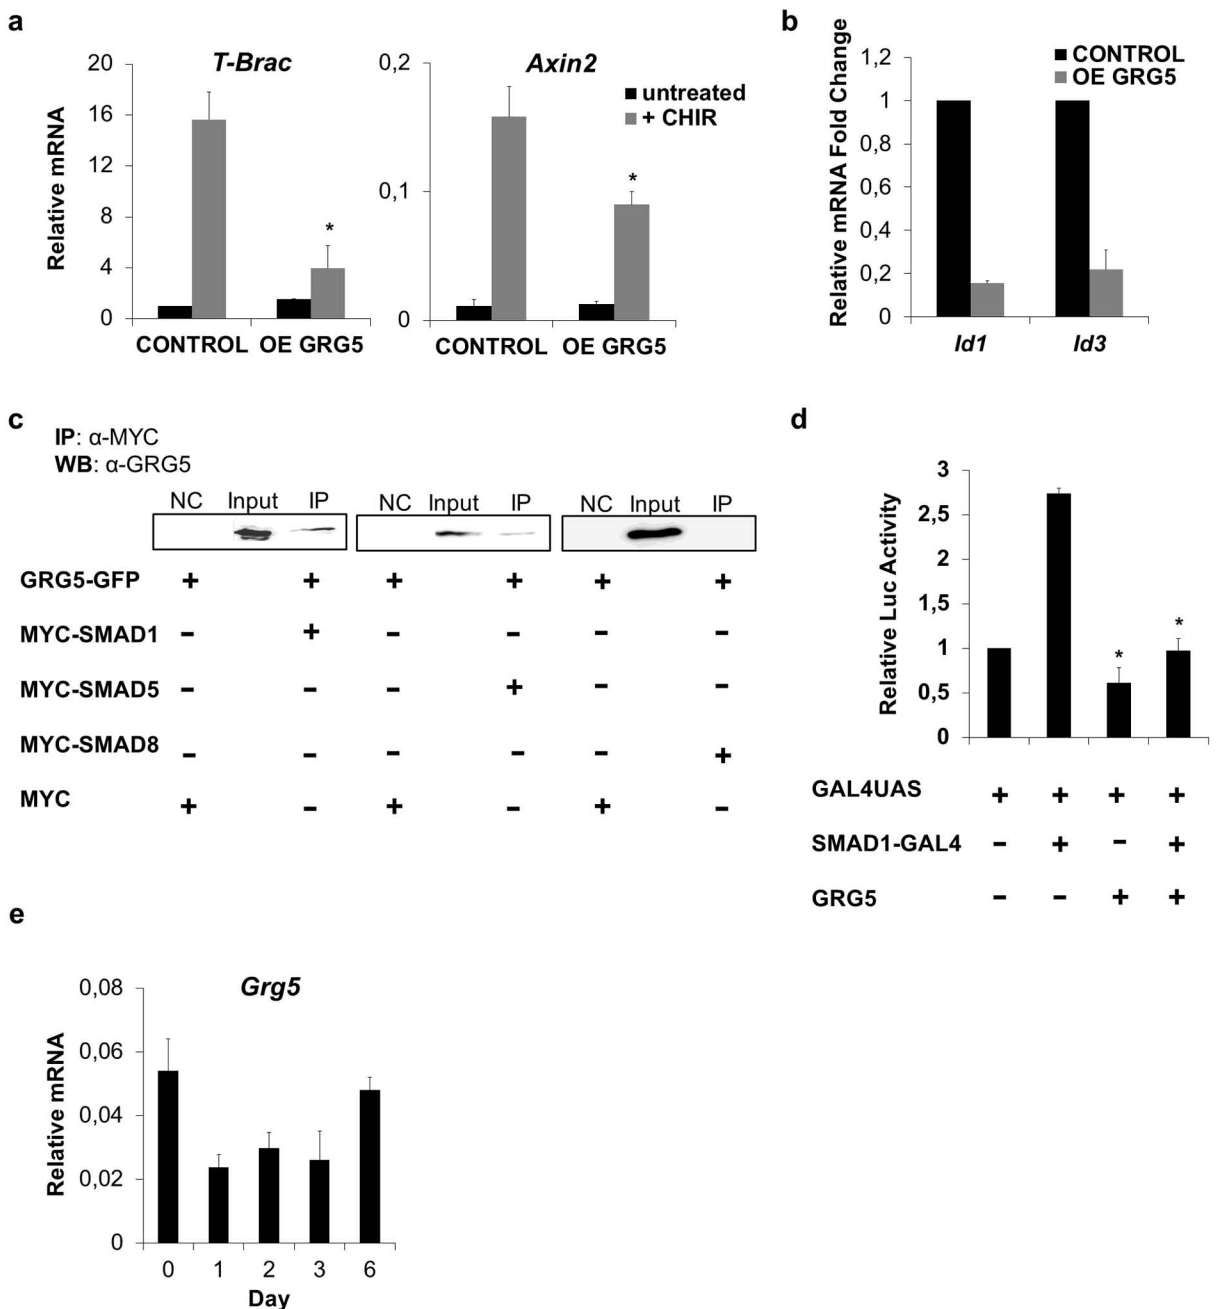 a
T-Brac
Relative mRNA
20
16
12
8
4
0
*
CONTROL OE GRG5
Axin2
0,2
0,1
0
*
untreated
+ CHIR
CONTROL OE GRG5
b
Relative mRNA Fold Change
1,2
1
0,8
0,6
0,4
0,2
0
CONTROL
OE GRG5
Id1 Id3
c
IP: α-MYC
WB: α-GRG5
NC Input IP NC Input IP NC Input IP
GRG5-GFP + + + + + +
MYC-SMAD1 - + - - - -
MYC-SMAD5 - - - + - -
MYC-SMAD8 - - - - - +
MYC + - + - + -
d
Relative Luc Activity
3
2,5
2
1,5
1
0,5
0
* *
GAL4UAS + + + +
SMAD1-GAL4 - + - +
GRG5 - - + +
e
Grg5
Relative mRNA
0,08
0,06
0,04
0,02
0
0 1 2 3 6
Day